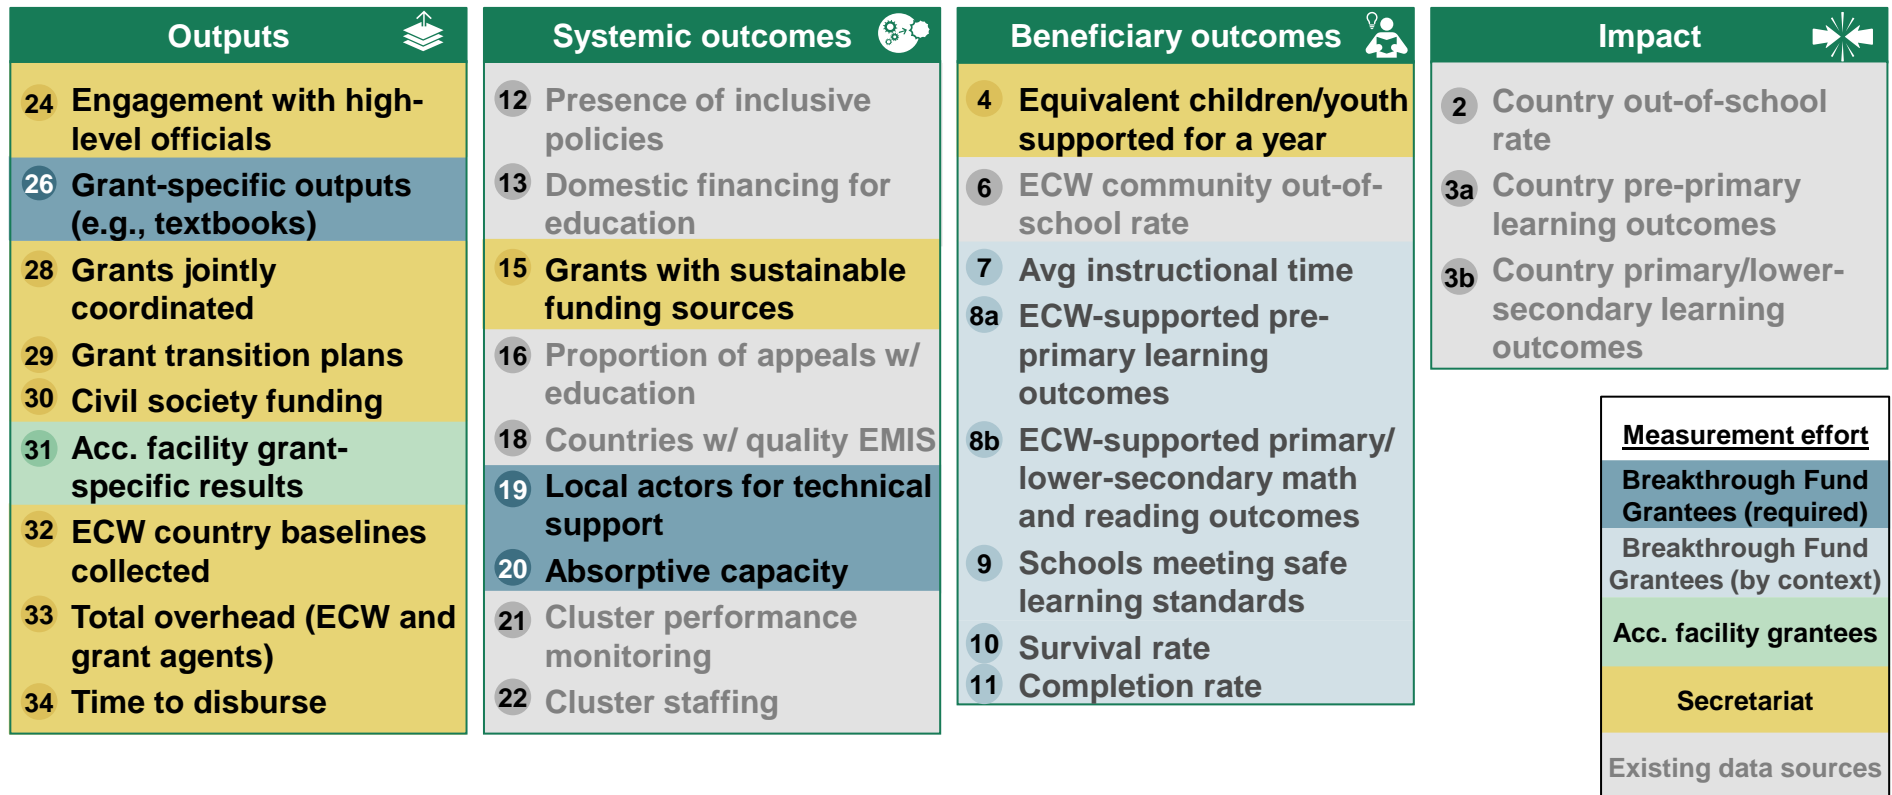 Outputs
24 Engagement with high-
level officials
26 Grant-specific outputs
(e.g., textbooks)
28 Grants jointly
coordinated
29 Grant transition plans
30 Civil society funding
31 Acc. facility grant-
specific results
32 ECW country baselines
collected
33 Total overhead (ECW and
grant agents)
34 Time to disburse
Systemic outcomes
12 Presence of inclusive
policies
13 Domestic financing for
education
15 Grants with sustainable
funding sources
16 Proportion of appeals w/
education
18 Countries w/ quality EMIS
19 Local actors for technical
support
20 Absorptive capacity
21 Cluster performance
monitoring
22 Cluster staffing
Beneficiary outcomes
4 Equivalent children/youth
supported for a year
6 ECW community out-of-
school rate
7 Avg instructional time
8a ECW-supported pre-
primary learning
outcomes
8b ECW-supported primary/
lower-secondary math
and reading outcomes
9 Schools meeting safe
learning standards
10 Survival rate
11 Completion rate
Impact
2 Country out-of-school
rate
3a Country pre-primary
learning outcomes
3b Country primary/lower-
secondary learning
outcomes
Measurement effort
Breakthrough Fund
Grantees (required)
Breakthrough Fund
Grantees (by context)
Acc. facility grantees
Secretariat
Existing data sources